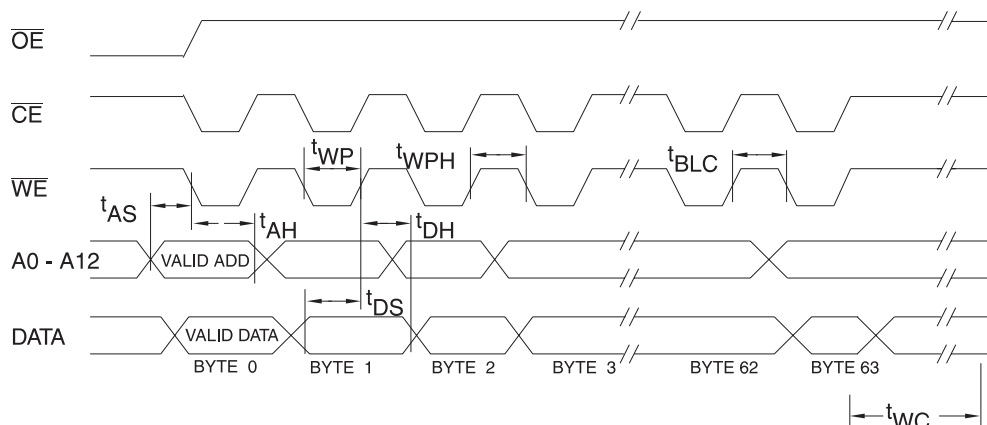 OE
CE
tWP
tWPH
tBLC
WE
tAS
tAH
tDH
A0 - A12
VALID ADD
tDS
DATA
VALID DATA
BYTE 0
BYTE 1
BYTE 2
BYTE 3
BYTE 62
BYTE 63
tWC